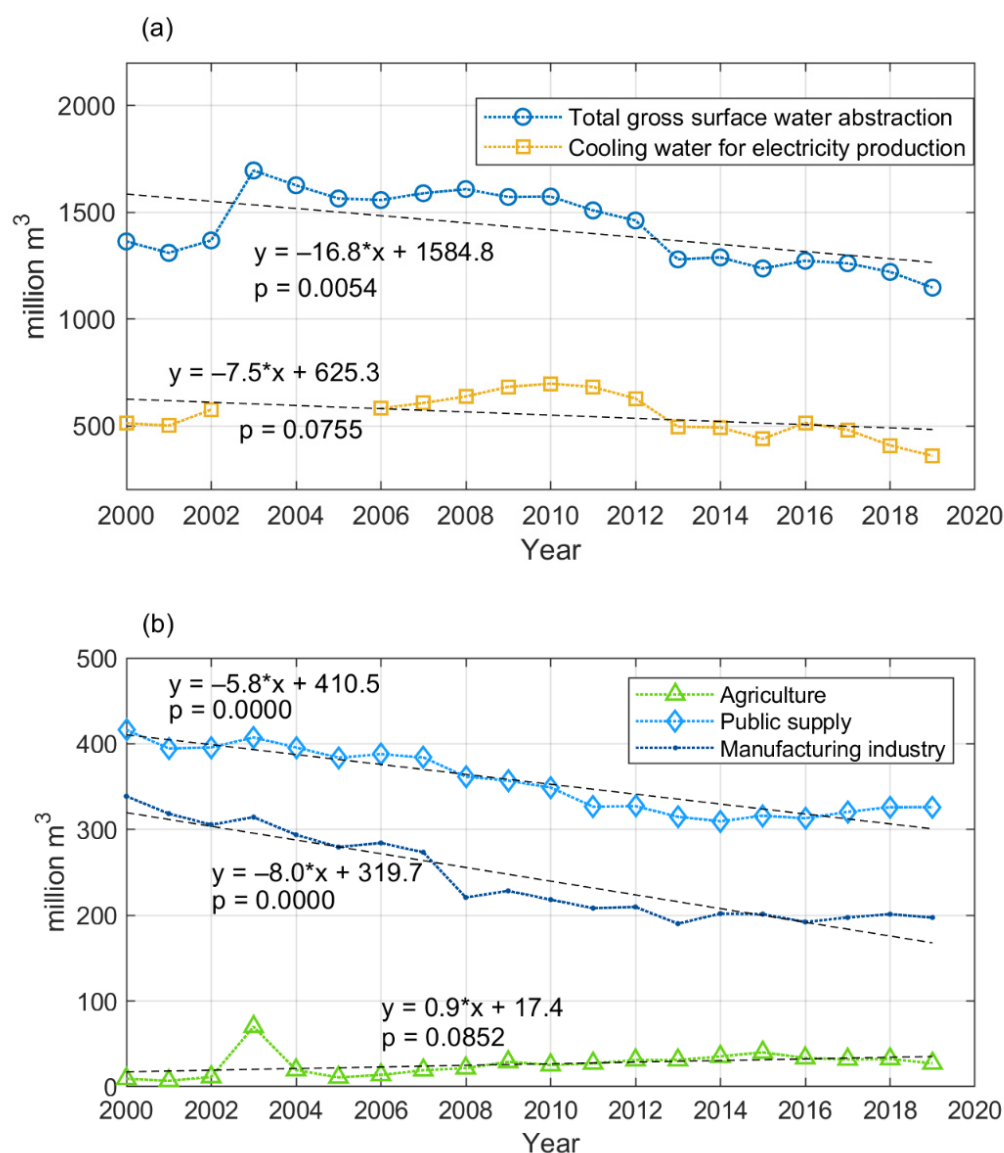 (a)
2000
1500
1000
500
million m³
Total gross surface water abstraction
Cooling water for electricity production
y = –16.8*x + 1584.8
p = 0.0054
y = –7.5*x + 625.3
p = 0.0755
2000 2002 2004 2006 2008 2010 2012 2014 2016 2018 2020
Year
(b)
500
400
300
200
100
0
million m³
y = –5.8*x + 410.5
p = 0.0000
Agriculture
Public supply
Manufacturing industry
y = –8.0*x + 319.7
p = 0.0000
y = 0.9*x + 17.4
p = 0.0852
2000 2002 2004 2006 2008 2010 2012 2014 2016 2018 2020
Year